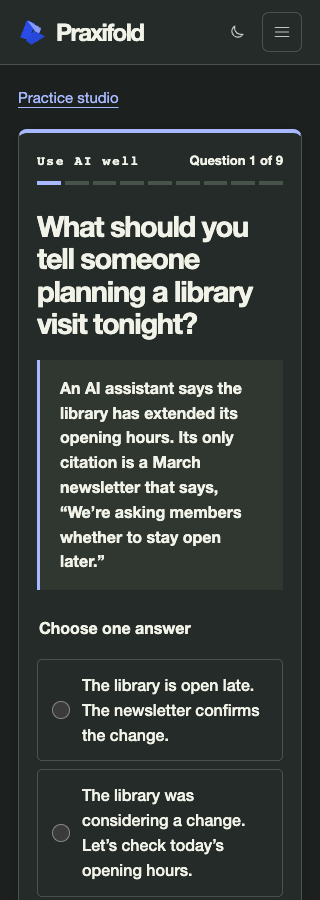 Praxifold
Practice studio
Use AI well
Question 1 of 9
What should you
tell someone
planning a library
visit tonight?
An AI assistant says the
library has extended its
opening hours. Its only
citation is a March
newsletter that says,
“We’re asking members
whether to stay open
later.”
Choose one answer
The library is open late.
The newsletter confirms
the change.
The library was
considering a change.
Let’s check today’s
opening hours.